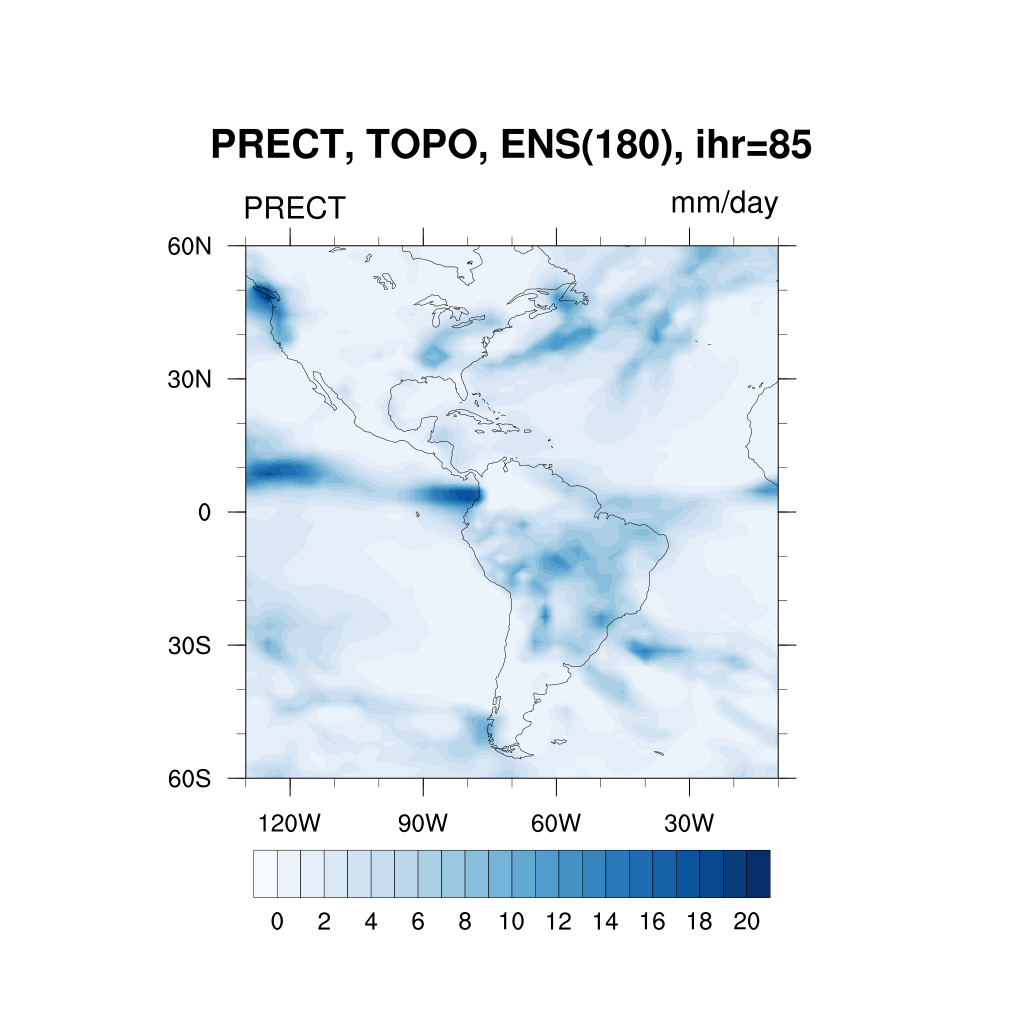 PRECT, TOPO, ENS(180), ihr=85
PRECT mm/day
60N
30N
0
30S
60S
120W 90W 60W 30W
0 2 4 6 8 10 12 14 16 18 20